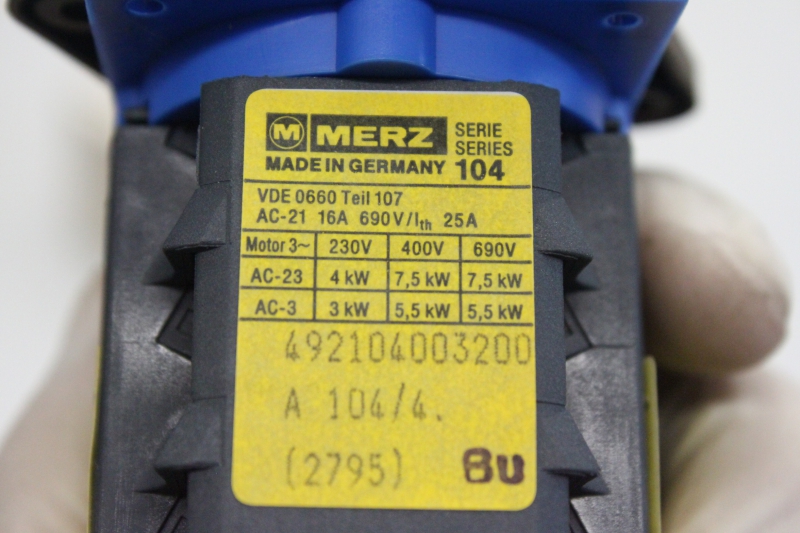 M MERZ SERIE
SERIES
MADE IN GERMANY 104
VDE 0660 Teil 107
AC-21 16A 690V/Ith 25A
Motor 3~ 230V 400V 690V
AC-23 4 kW 7,5 kW 7,5 kW
AC-3 3 kW 5,5 kW 5,5 kW
492104003200
A 104/4.
(2795) BU